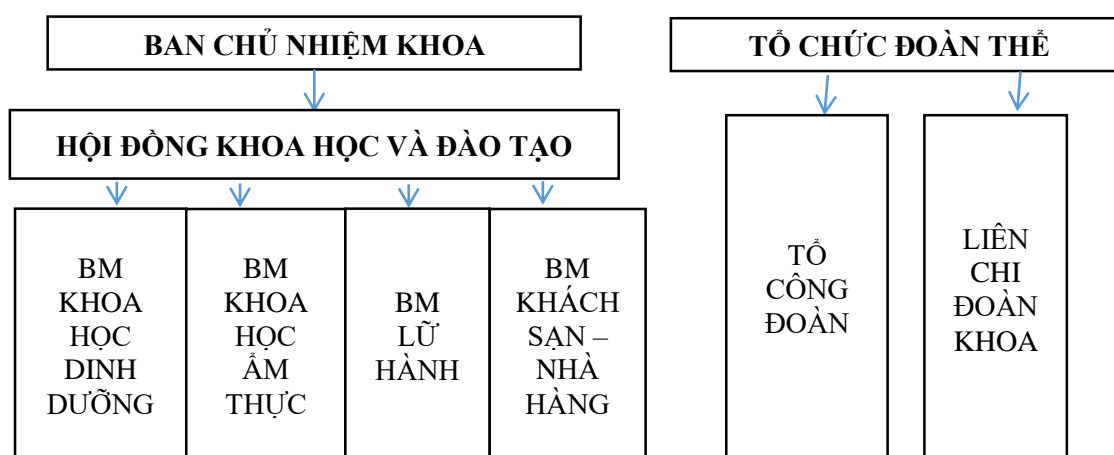 BAN CHỦ NHIỆM KHOA
TỔ CHỨC ĐOÀN THỂ
HỘI ĐỒNG KHOA HỌC VÀ ĐÀO TẠO
BM
KHOA
HỌC
DINH
DƯỠNG
BM
KHOA
HỌC
ẨM
THỰC
BM
LỮ
HÀNH
BM
KHÁCH
SẠN –
NHÀ
HÀNG
TỔ
CÔNG
ĐOÀN
LIÊN
CHI
ĐOÀN
KHOA